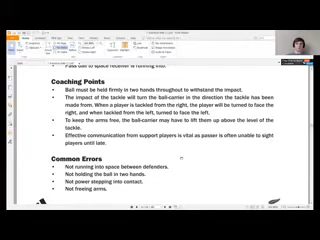 Pass ball to space receiver is running into.
Coaching Points
• Ball must be held firmly in two hands throughout to withstand the impact.
• The impact of the tackle will turn the ball-carrier in the direction the tackle has been
made from. When a player is tackled from the right, the player will be turned to face the
right, and when tackled from the left, turned to face the left.
• To keep the arms free, the ball-carrier may have to lift them up above the level of the
tackle.
• Effective communication from support players is vital as passer is often unable to sight
players until late.
Common Errors
• Not running into space between defenders.
• Not holding the ball in two hands.
• Not power stepping into contact.
• Not freeing arms.